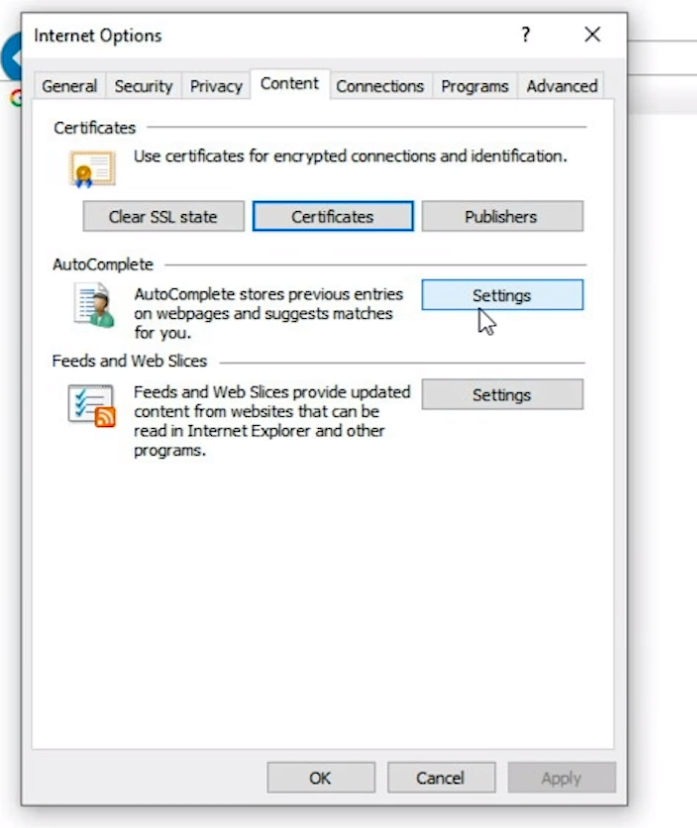 Internet Options
?
General Security Privacy Content Connections Programs Advanced
Certificates
Use certificates for encrypted connections and identification.
Clear SSL state Certificates Publishers
AutoComplete
AutoComplete stores previous entries
on webpages and suggests matches
for you.
Settings
Feeds and Web Slices
Feeds and Web Slices provide updated
content from websites that can be
read in Internet Explorer and other
programs.
Settings
OK Cancel Apply